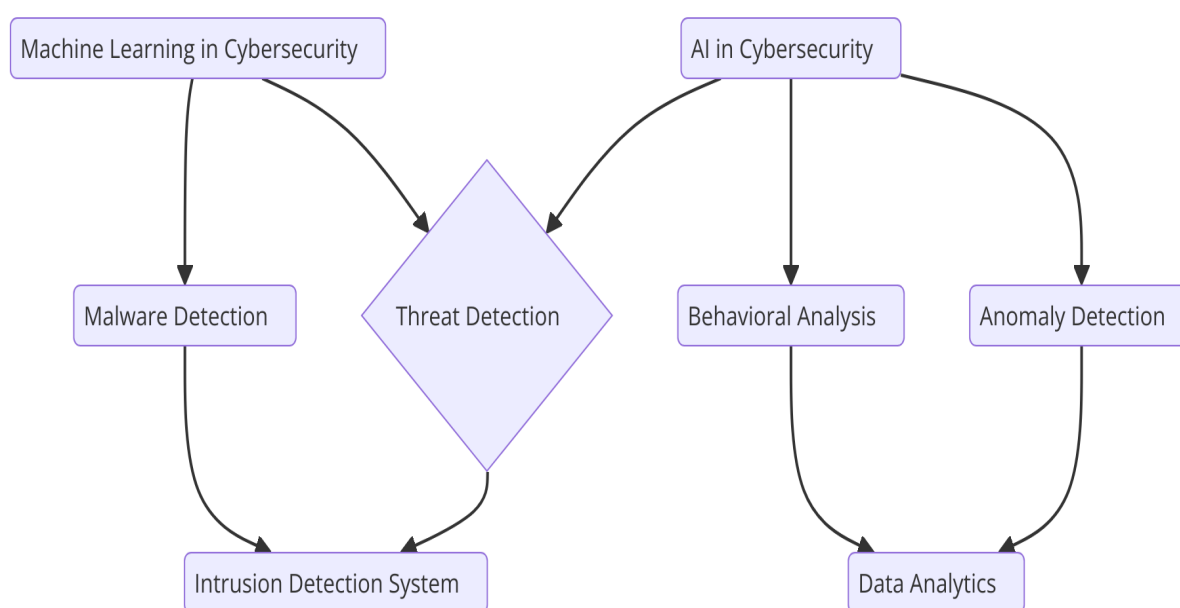 Machine Learning in Cybersecurity
AI in Cybersecurity
Malware Detection
Threat Detection
Behavioral Analysis
Anomaly Detection
Intrusion Detection System
Data Analytics